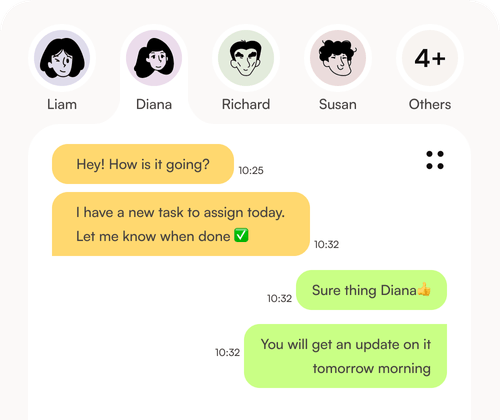 4+
Liam
Diana
Richard
Susan
Others
Hey! How is it going?
10:25
I have a new task to assign today.
Let me know when done ✅
10:32
Sure thing Diana👍
10:32
You will get an update on it
tomorrow morning
10:32